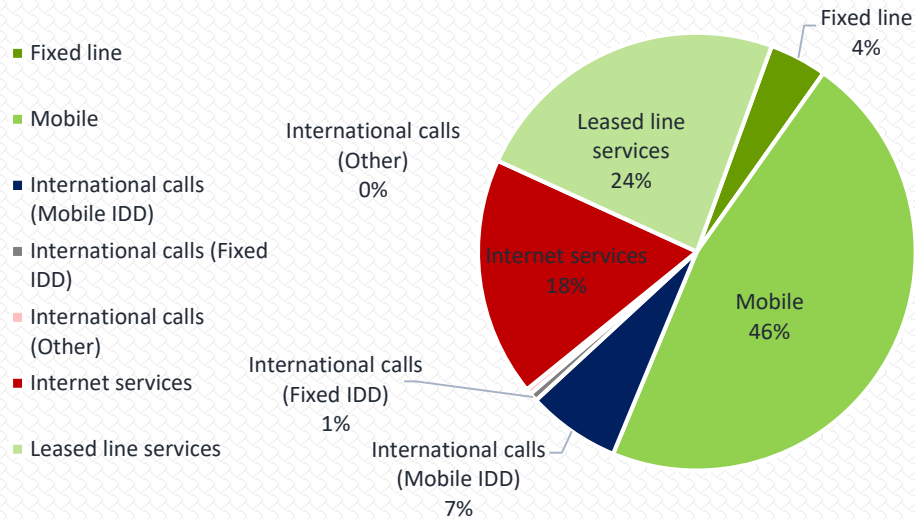 Fixed line
Mobile
International calls
(Mobile IDD)
International calls (Fixed
IDD)
International calls
(Other)
Internet services
Leased line services
Fixed line
4%
Leased line
services
24%
International calls
(Other)
0%
Internet services
18%
Mobile
46%
International calls
(Fixed IDD)
1%
International calls
(Mobile IDD)
7%